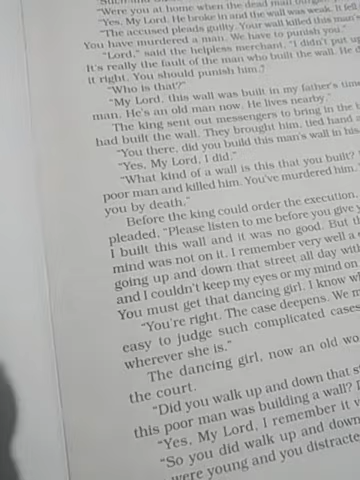 "Were you at home when the dead man
"Yes, My Lord. He broke in and the wall was weak. It fell
"The accused pleads guilty. Your wall killed this man
You have murdered a man. We have to punish you."
"Lord," said the helpless merchant, "I didn't put up
It's really the fault of the man who built the wall. He
it right. You should punish him."
"Who is that?"
"My Lord, this wall was built in my father's time
man. He's an old man now. He lives nearby."
The king sent out messengers to bring in the
had built the wall. They brought him, tied hand
"You there, did you build this man's wall in his
"Yes, My Lord, I did."
"What kind of a wall is this that you built?
poor man and killed him. You've murdered him.
you by death."
Before the king could order the execution,
pleaded, "Please listen to me before you give
I built this wall and it was no good. But
mind was not on it. I remember very well a
going up and down that street all day with
and I couldn't keep my eyes or my mind on
You must get that dancing girl. I know
"You're right. The case deepens. We
easy to judge such complicated cases
wherever she is."
The dancing girl, now an old
the court.
"Did you walk up and down that
this poor man was building a wall?
"Yes, My Lord, I remember it
"So you did walk up and down
were young and you